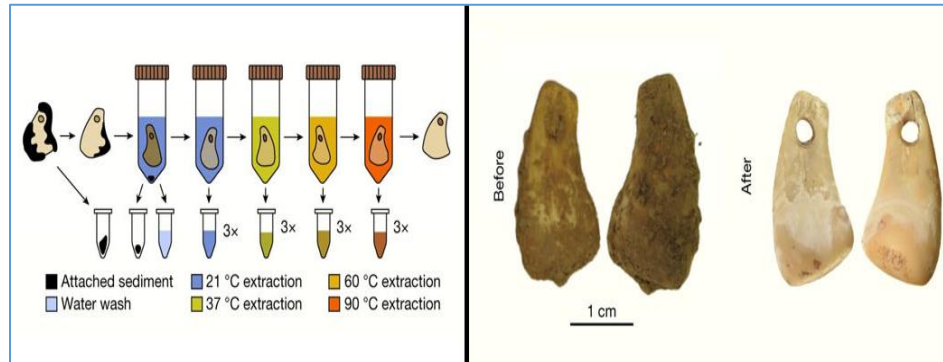 3×
3×
3×
3×
Attached sediment
Water wash
21 °C extraction
37 °C extraction
60 °C extraction
90 °C extraction
Before
1 cm
After